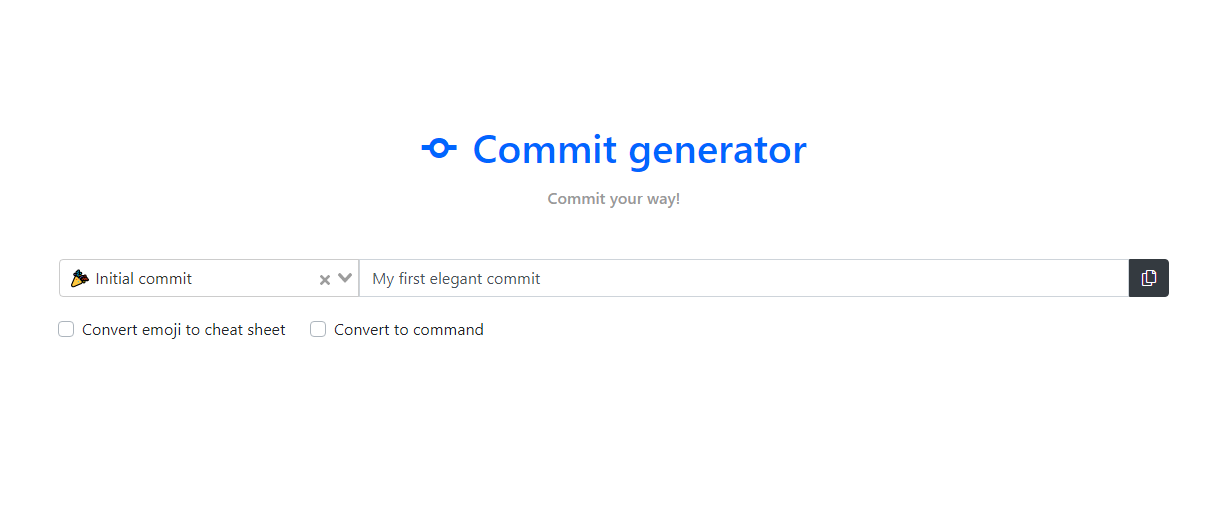 Commit generator
Commit your way!
Initial commit
My first elegant commit
Convert emoji to cheat sheet
Convert to command